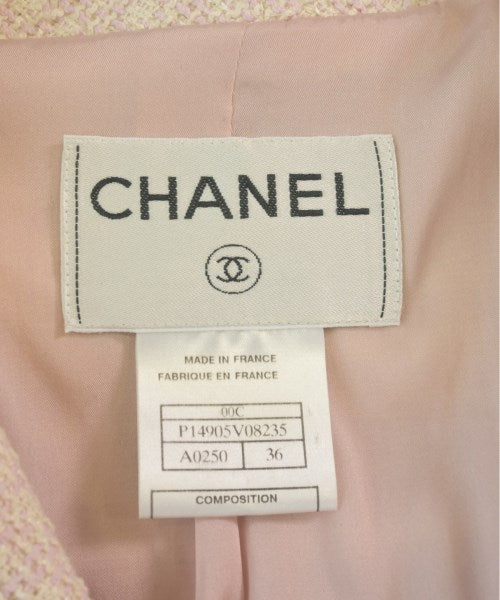 CHANEL
MADE IN FRANCE
FABRIQUE EN FRANCE
00C
P14905V08235
A0250 36
COMPOSITION